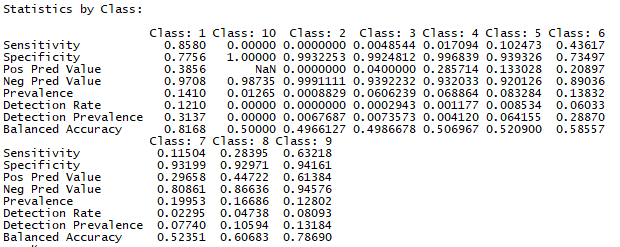 Statistics by Class:

                     Class: 1 Class: 10  Class: 2  Class: 3 Class: 4 Class: 5 Class: 6
Sensitivity            0.8580   0.00000 0.0000000 0.0048544 0.017094 0.102473  0.43617
Specificity            0.7756   1.00000 0.9932253 0.9924812 0.996839 0.939326  0.73497
Pos Pred Value         0.3856       NaN 0.0000000 0.0400000 0.285714 0.133028  0.20897
Neg Pred Value         0.9708   0.98735 0.9991111 0.9392232 0.932033 0.920126  0.89036
Prevalence             0.1410   0.01265 0.0008829 0.0606239 0.068864 0.083284  0.13832
Detection Rate         0.1210   0.00000 0.0000000 0.0002943 0.001177 0.008534  0.06033
Detection Prevalence   0.3137   0.00000 0.0067687 0.0073573 0.004120 0.064155  0.28870
Balanced Accuracy      0.8168   0.50000 0.4966127 0.4986678 0.506967 0.520900  0.58557
                     Class: 7 Class: 8 Class: 9
Sensitivity           0.11504  0.28395  0.63218
Specificity           0.93199  0.92971  0.94161
Pos Pred Value        0.29658  0.44722  0.61384
Neg Pred Value        0.80861  0.86636  0.94576
Prevalence            0.19953  0.16686  0.12802
Detection Rate        0.02295  0.04738  0.08093
Detection Prevalence  0.07740  0.10594  0.13184
Balanced Accuracy     0.52351  0.60683  0.78690